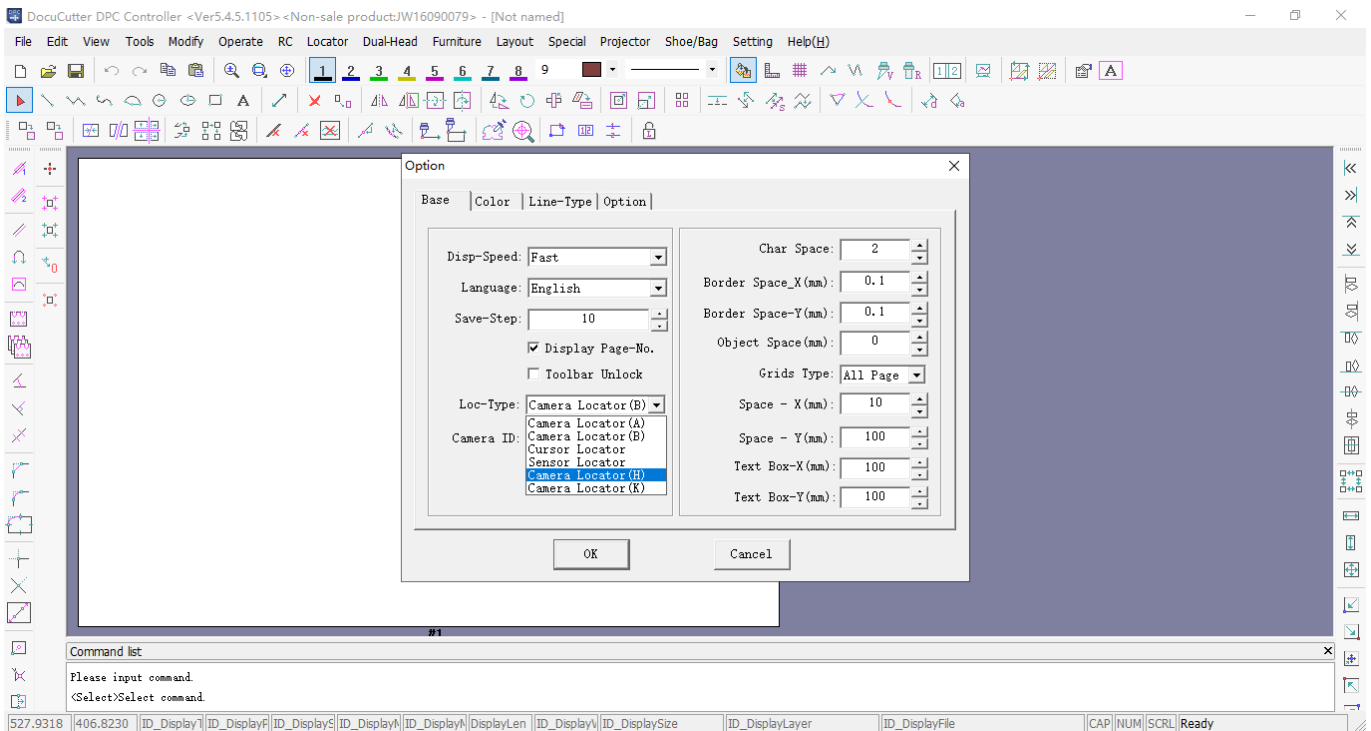 DocuCutter DPC Controller <Ver5.4.5.1105><Non-sale product:JW16090079> - [Not named]
File Edit View Tools Modify Operate RC Locator Dual-Head Furniture Layout Special Projector Shoe/Bag Setting Help(H)
1 2 3 4 5 6 7 8 9
Option
Base Color Line-Type Option
Disp-Speed: Fast
Language: English
Save-Step: 10
Display Page-No.
Toolbar Unlock
Loc-Type: Camera Locator(B)
Camera Locator(A)
Camera ID: Camera Locator(B)
Cursor Locator
Sensor Locator
Camera Locator(H)
Camera Locator(K)
Char Space: 2
Border Space_X(mm): 0.1
Border Space-Y(mm): 0.1
Object Space(mm): 0
Grids Type: All Page
Space - X(mm): 10
Space - Y(mm): 100
Text Box-X(mm): 100
Text Box-Y(mm): 100
OK Cancel
#1
Command list
Please input command.
<Select>Select command.
527.9318 406.8230 ID_Display ID_DisplayF ID_DisplayS ID_Display ID_Display DisplayLen ID_Display ID_DisplaySize ID_DisplayLayer ID_DisplayFile CAP NUM SCRL Ready